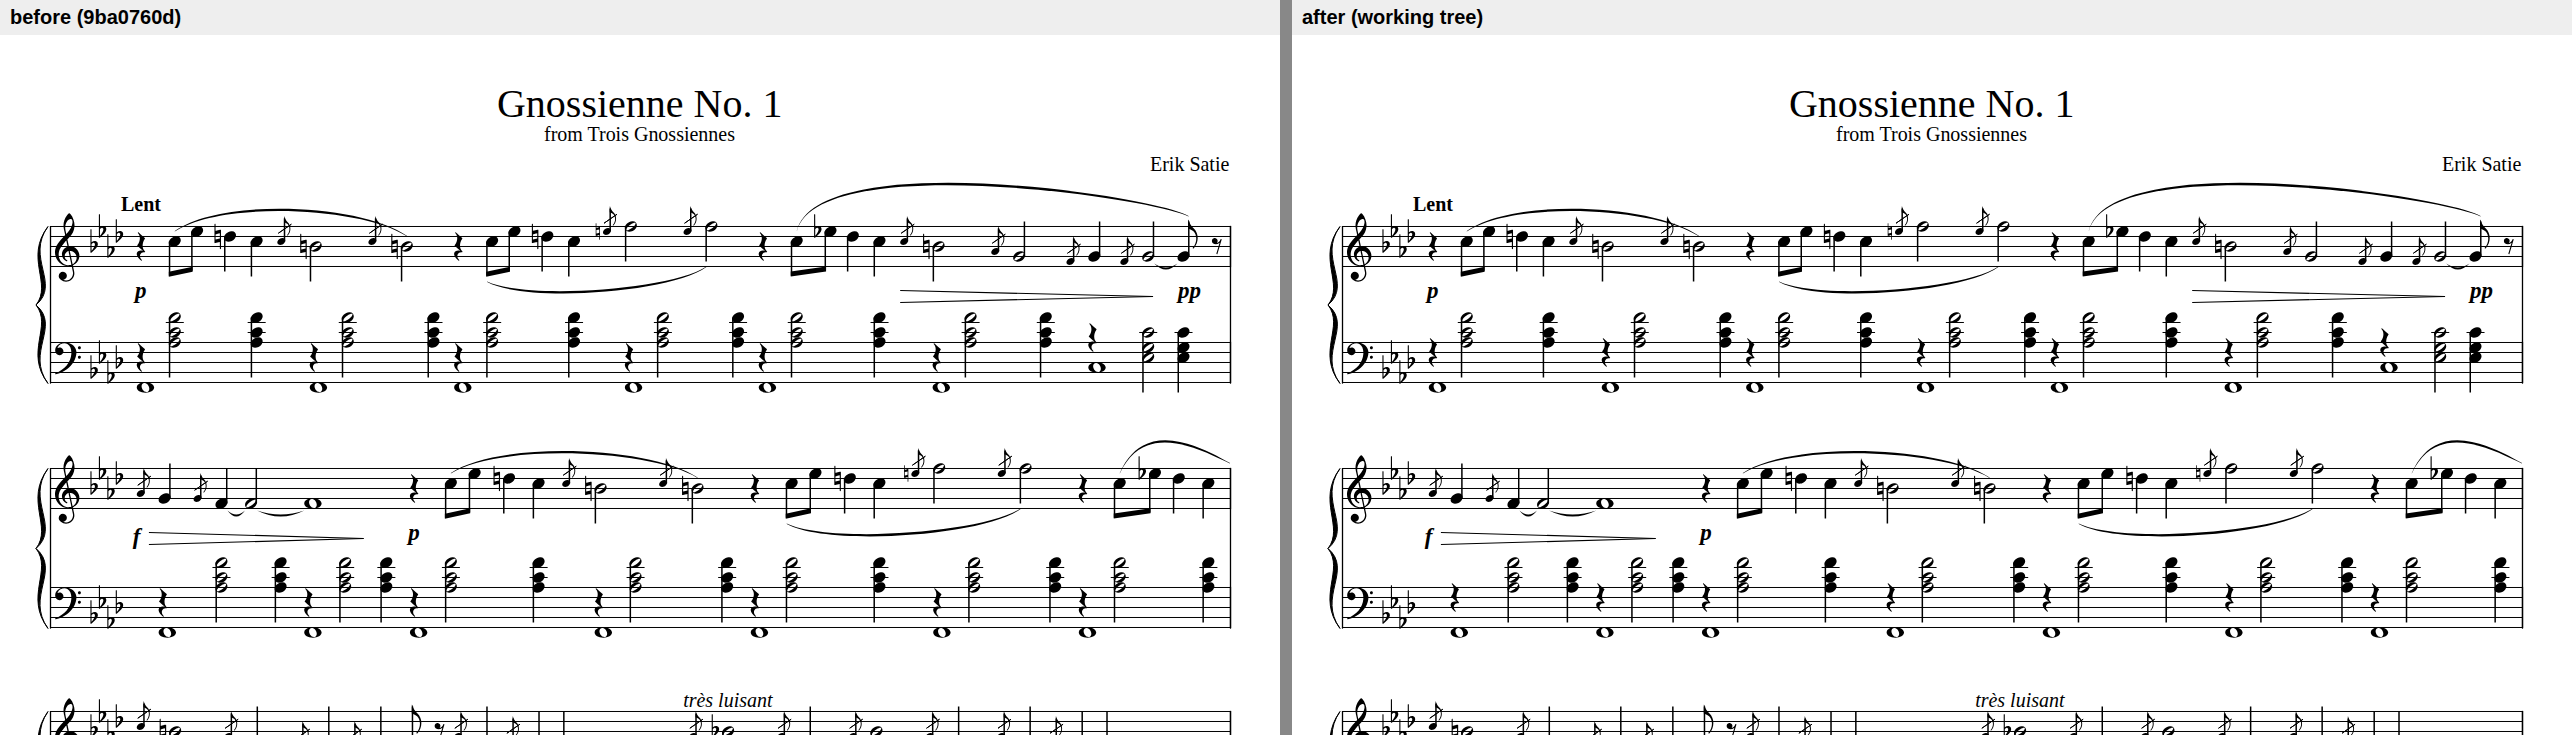 before (9ba0760d)
Gnossienne No. 1
from Trois Gnossiennes
Erik Satie
Lent
p
pp
f
p
très luisant
after (working tree)
Gnossienne No. 1
from Trois Gnossiennes
Erik Satie
Lent
p
pp
f
p
très luisant